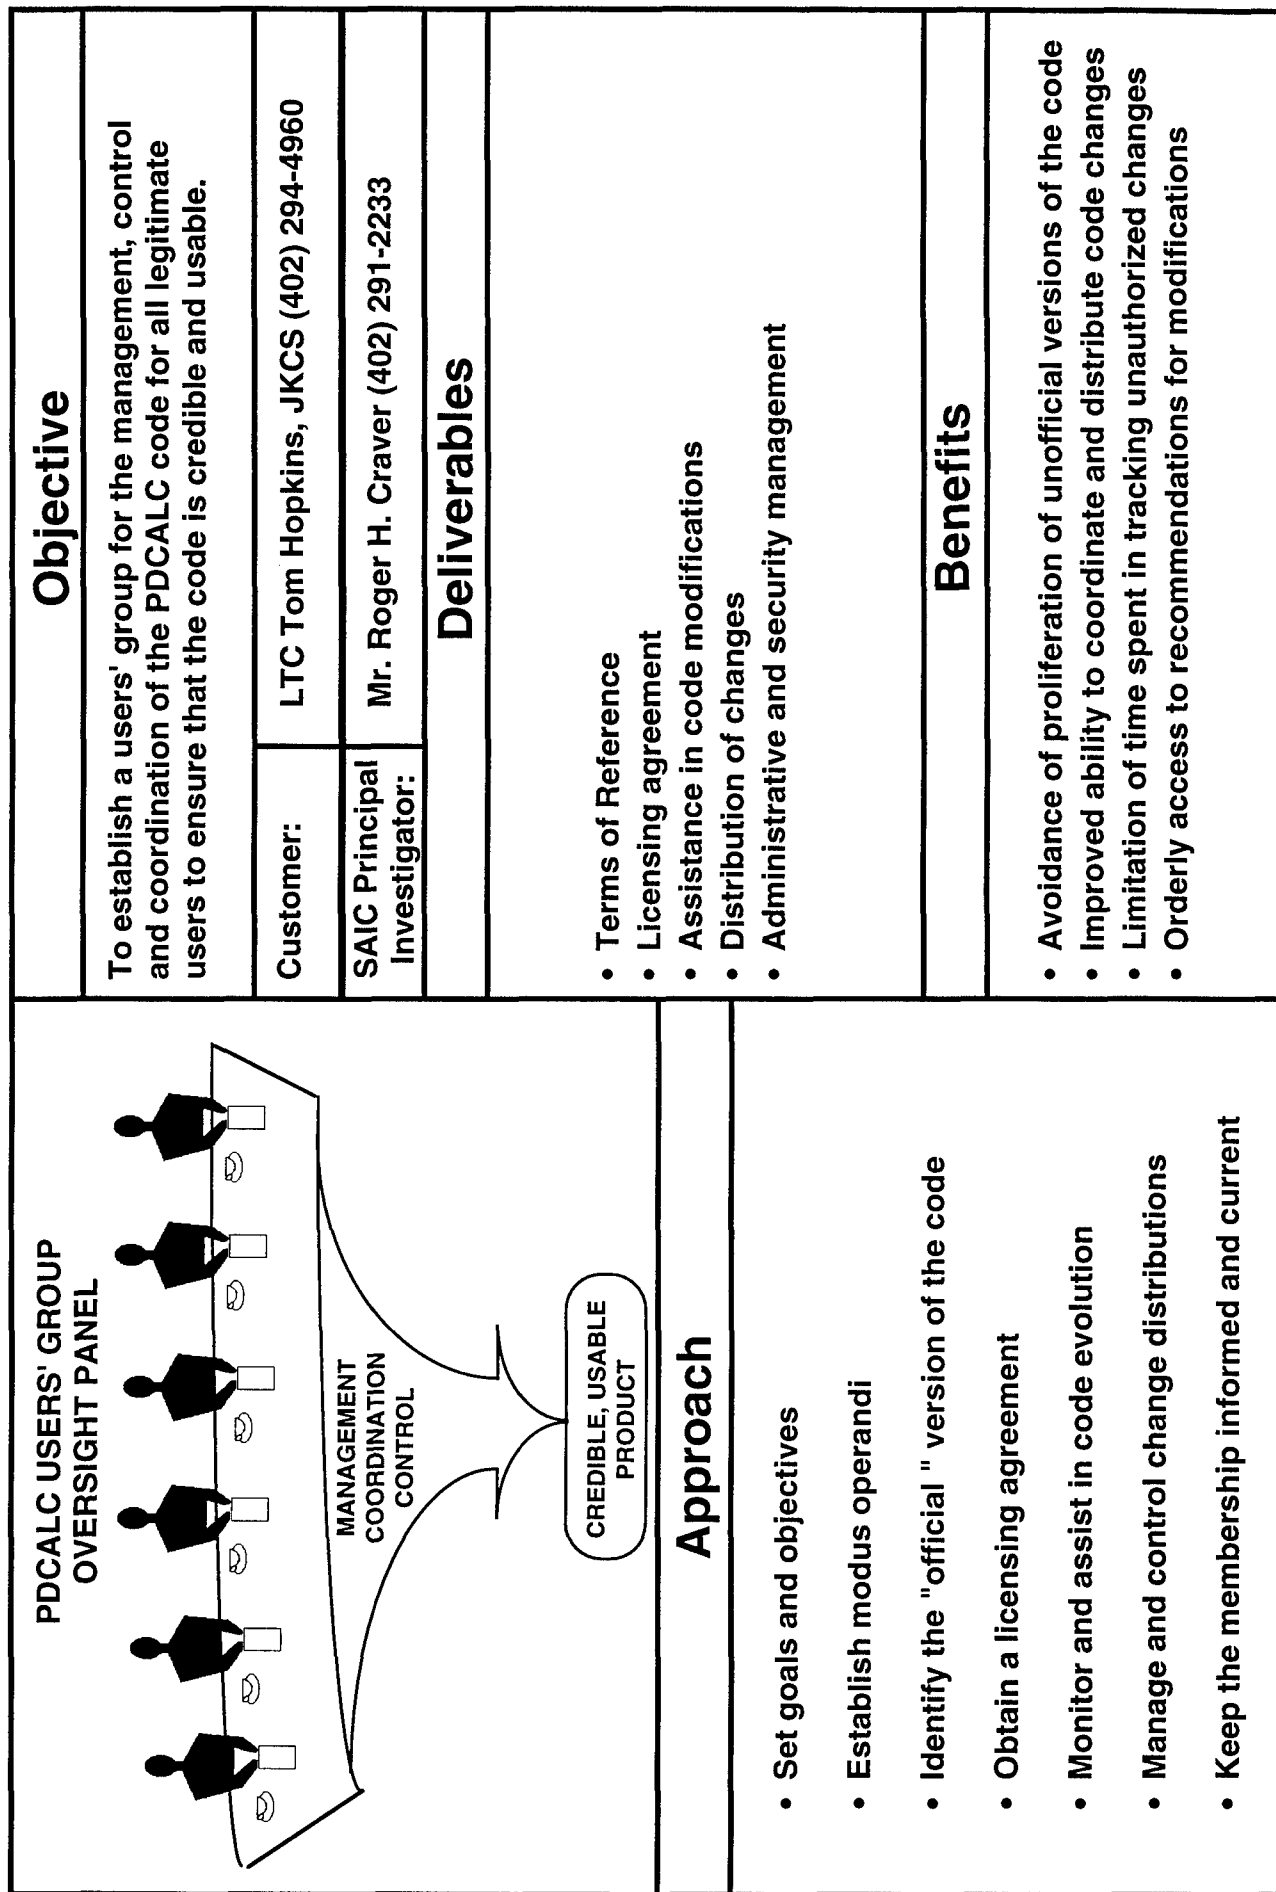 PDCALC USERS' GROUP
OVERSIGHT PANEL
MANAGEMENT
COORDINATION
CONTROL
CREDIBLE, USABLE
PRODUCT
Approach
• Set goals and objectives
• Establish modus operandi
• Identify the "official " version of the code
• Obtain a licensing agreement
• Monitor and assist in code evolution
• Manage and control change distributions
• Keep the membership informed and current
Objective
To establish a users' group for the management, control
and coordination of the PDCALC code for all legitimate
users to ensure that the code is credible and usable.
Customer:
LTC Tom Hopkins, JKCS (402) 294-4960
SAIC Principal
Investigator:
Mr. Roger H. Craver (402) 291-2233
Deliverables
• Terms of Reference
• Licensing agreement
• Assistance in code modifications
• Distribution of changes
• Administrative and security management
Benefits
• Avoidance of proliferation of unofficial versions of the code
• Improved ability to coordinate and distribute code changes
• Limitation of time spent in tracking unauthorized changes
• Orderly access to recommendations for modifications